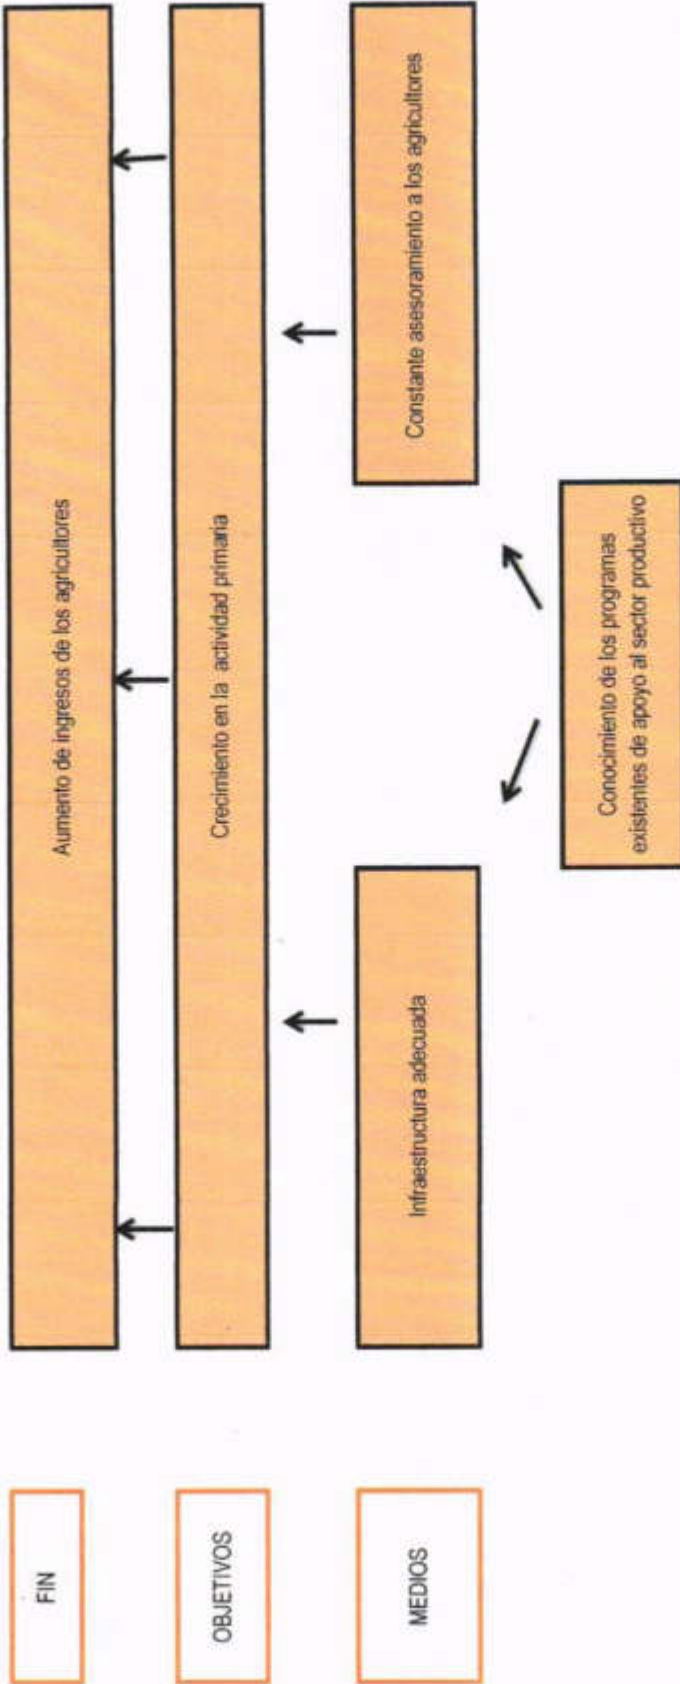 FIN
Aumento de ingresos de los agricultores
OBJETIVOS
Crecimiento en la actividad primaria
MEDIOS
Infraestructura adecuada
Constante asesoramiento a los agricultores
Conocimiento de los programas
existentes de apoyo al sector productivo